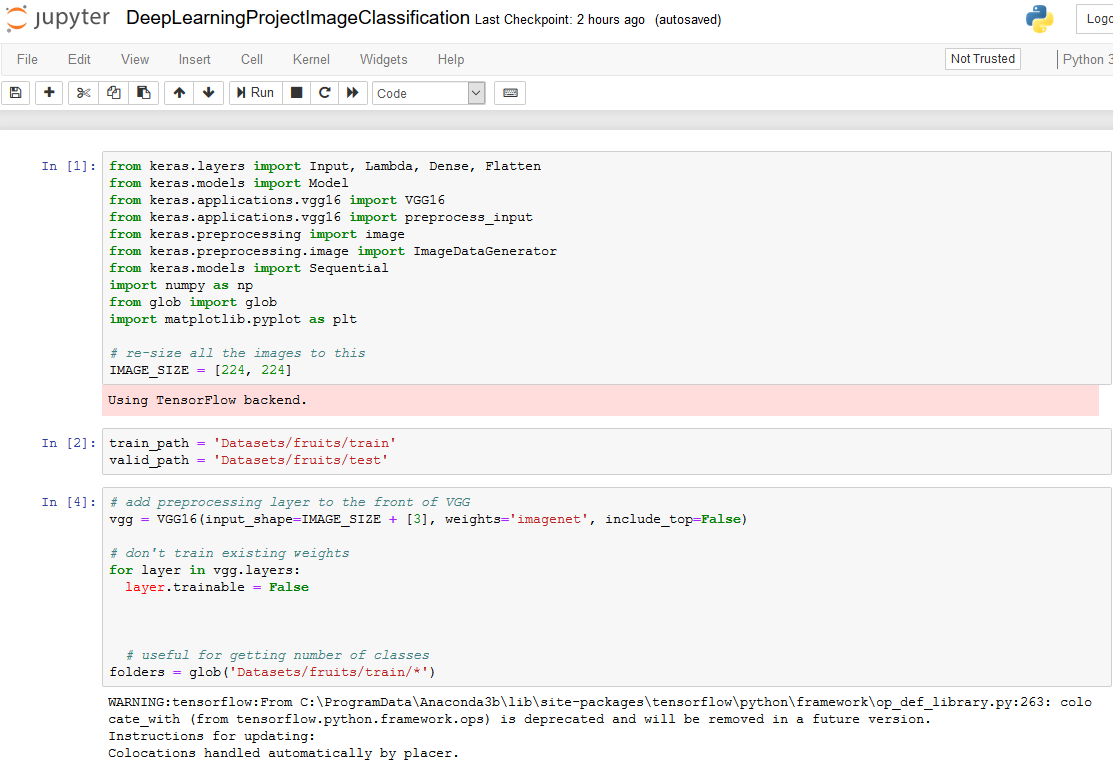 jupyter DeepLearningProjectImageClassification Last Checkpoint: 2 hours ago (autosaved)
Logo
File Edit View Insert Cell Kernel Widgets Help
Not Trusted
Python 3
Run
Code
In [1]:
from keras.layers import Input, Lambda, Dense, Flatten
from keras.models import Model
from keras.applications.vgg16 import VGG16
from keras.applications.vgg16 import preprocess_input
from keras.preprocessing import image
from keras.preprocessing.image import ImageDataGenerator
from keras.models import Sequential
import numpy as np
from glob import glob
import matplotlib.pyplot as plt
# re-size all the images to this
IMAGE_SIZE = [224, 224]
Using TensorFlow backend.
In [2]:
train_path = 'Datasets/fruits/train'
valid_path = 'Datasets/fruits/test'
In [4]:
# add preprocessing layer to the front of VGG
vgg = VGG16(input_shape=IMAGE_SIZE + [3], weights='imagenet', include_top=False)
# don't train existing weights
for layer in vgg.layers:
  layer.trainable = False
  # useful for getting number of classes
folders = glob('Datasets/fruits/train/*')
WARNING:tensorflow:From C:\ProgramData\Anaconda3b\lib\site-packages\tensorflow\python\framework\op_def_library.py:263: colo
cate_with (from tensorflow.python.framework.ops) is deprecated and will be removed in a future version.
Instructions for updating:
Colocations handled automatically by placer.